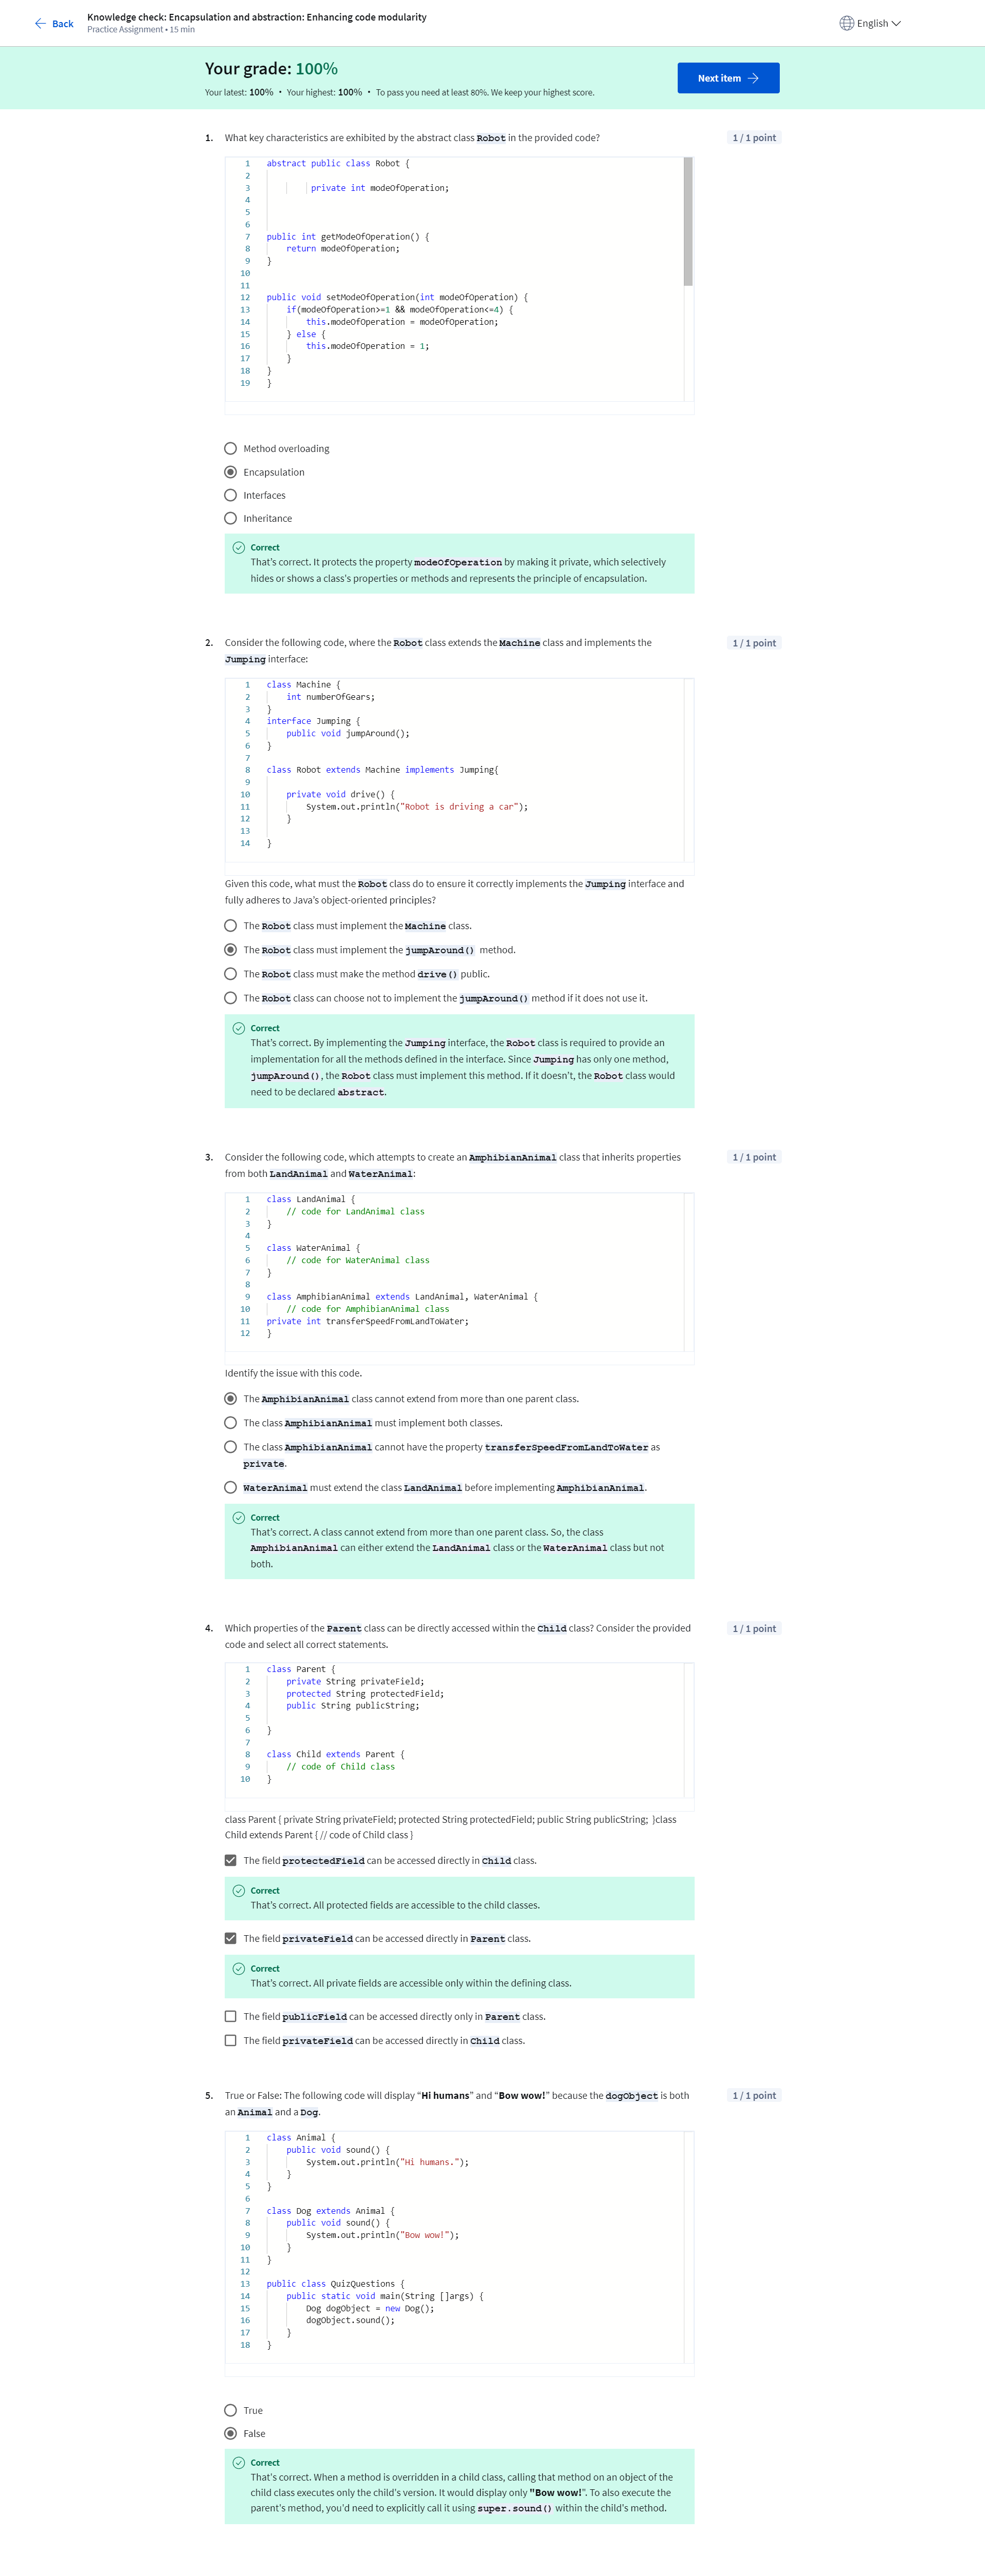 Back
Knowledge check: Encapsulation and abstraction: Enhancing code modularity
Practice Assignment • 15 min
English
Your grade: 100%
Your latest: 100% • Your highest: 100% • To pass you need at least 80%. We keep your highest score.
Next item
1. What key characteristics are exhibited by the abstract class Robot in the provided code?
1 / 1 point
1 abstract public class Robot {
2
3 private int modeOfOperation;
4
5
6
7 public int getModeOfOperation() {
8 return modeOfOperation;
9 }
10
11
12 public void setModeOfOperation(int modeOfOperation) {
13 if(modeOfOperation>=1 && modeOfOperation<=4) {
14 this.modeOfOperation = modeOfOperation;
15 } else {
16 this.modeOfOperation = 1;
17 }
18 }
19 }
Method overloading
Encapsulation
Interfaces
Inheritance
Correct
That's correct. It protects the property modeOfOperation by making it private, which selectively
hides or shows a class's properties or methods and represents the principle of encapsulation.
2. Consider the following code, where the Robot class extends the Machine class and implements the
Jumping interface:
1 / 1 point
1 class Machine {
2 int numberOfGears;
3 }
4 interface Jumping {
5 public void jumpAround();
6 }
7
8 class Robot extends Machine implements Jumping{
9
10 private void drive() {
11 System.out.println("Robot is driving a car");
12 }
13
14 }
Given this code, what must the Robot class do to ensure it correctly implements the Jumping interface and
fully adheres to Java's object-oriented principles?
The Robot class must implement the Machine class.
The Robot class must implement the jumpAround() method.
The Robot class must make the method drive() public.
The Robot class can choose not to implement the jumpAround() method if it does not use it.
Correct
That's correct. By implementing the Jumping interface, the Robot class is required to provide an
implementation for all the methods defined in the interface. Since Jumping has only one method,
jumpAround(), the Robot class must implement this method. If it doesn't, the Robot class would
need to be declared abstract.
3. Consider the following code, which attempts to create an AmphibianAnimal class that inherits properties
from both LandAnimal and WaterAnimal:
1 / 1 point
1 class LandAnimal {
2 // code for LandAnimal class
3 }
4
5 class WaterAnimal {
6 // code for WaterAnimal class
7 }
8
9 class AmphibianAnimal extends LandAnimal, WaterAnimal {
10 // code for AmphibianAnimal class
11 private int transferSpeedFromLandToWater;
12 }
Identify the issue with this code.
The AmphibianAnimal class cannot extend from more than one parent class.
The class AmphibianAnimal must implement both classes.
The class AmphibianAnimal cannot have the property transferSpeedFromLandToWater as
private.
WaterAnimal must extend the class LandAnimal before implementing AmphibianAnimal.
Correct
That's correct. A class cannot extend from more than one parent class. So, the class
AmphibianAnimal can either extend the LandAnimal class or the WaterAnimal class but not
both.
4. Which properties of the Parent class can be directly accessed within the Child class? Consider the provided
code and select all correct statements.
1 / 1 point
1 class Parent {
2 private String privateField;
3 protected String protectedField;
4 public String publicString;
5
6 }
7
8 class Child extends Parent {
9 // code of Child class
10 }
class Parent { private String privateField; protected String protectedField; public String publicString; }class
Child extends Parent { // code of Child class }
The field protectedField can be accessed directly in Child class.
Correct
That's correct. All protected fields are accessible to the child classes.
The field privateField can be accessed directly in Parent class.
Correct
That's correct. All private fields are accessible only within the defining class.
The field publicField can be accessed directly only in Parent class.
The field privateField can be accessed directly in Child class.
5. True or False: The following code will display “Hi humans” and “Bow wow!” because the dogObject is both
an Animal and a Dog.
1 / 1 point
1 class Animal {
2 public void sound() {
3 System.out.println("Hi humans.");
4 }
5 }
6
7 class Dog extends Animal {
8 public void sound() {
9 System.out.println("Bow wow!");
10 }
11 }
12
13 public class QuizQuestions {
14 public static void main(String []args) {
15 Dog dogObject = new Dog();
16 dogObject.sound();
17 }
18 }
True
False
Correct
That's correct. When a method is overridden in a child class, calling that method on an object of the
child class executes only the child's version. It would display only "Bow wow!". To also execute the
parent's method, you'd need to explicitly call it using super.sound() within the child's method.